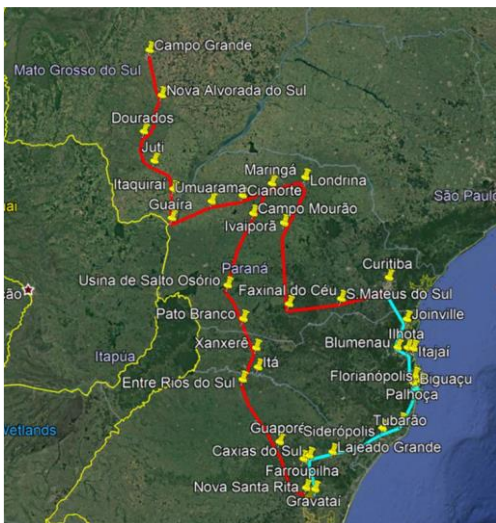 Campo Grande
Mato Grosso do Sul
Nova Alvorada do Sul
Dourados
Juti
Maringá
Londrina
Itaquiraí
Umuarama
Cianorte
São Paulo
Guaíra
Campo Mourão
Ivaiporã
Curitiba
Paraná
Usina de Salto Osório
Faxinal do Céu
S.Mateus do Sul
Pato Branco
Joinville
Ilhota
Xanxerê
Blumenau
Itajaí
Itapúa
Itá
Entre Rios do Sul
Florianópolis
Biguaçu
Palhoça
Tubarão
Guaporé
Siderópolis
Caxias do Sul
Lajeado Grande
Farroupilha
Nova Santa Rita
Gravataí